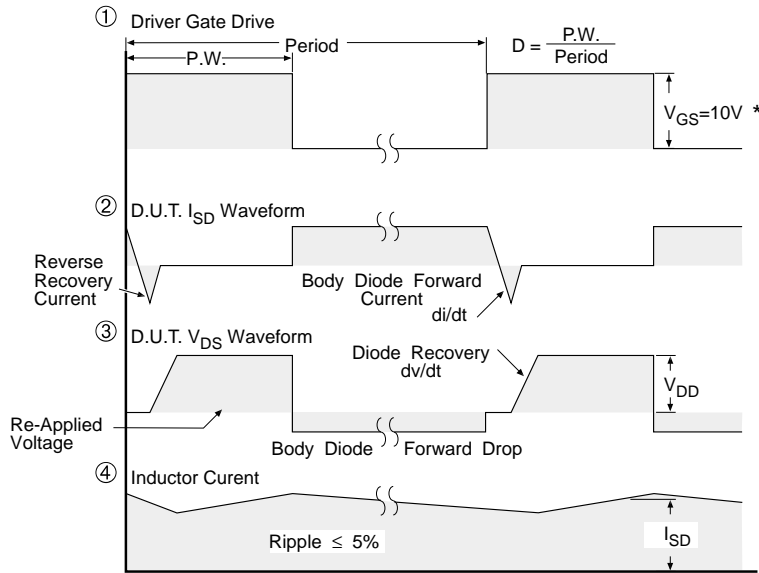 ① Driver Gate Drive
P.W.
Period
D = P.W. / Period
V_GS=10V *
② D.U.T. I_SD Waveform
Reverse
Recovery
Current
Body Diode Forward
Current
di/dt
③ D.U.T. V_DS Waveform
Diode Recovery
dv/dt
V_DD
Re-Applied
Voltage
Body Diode Forward Drop
④ Inductor Curent
Ripple ≤ 5%
I_SD